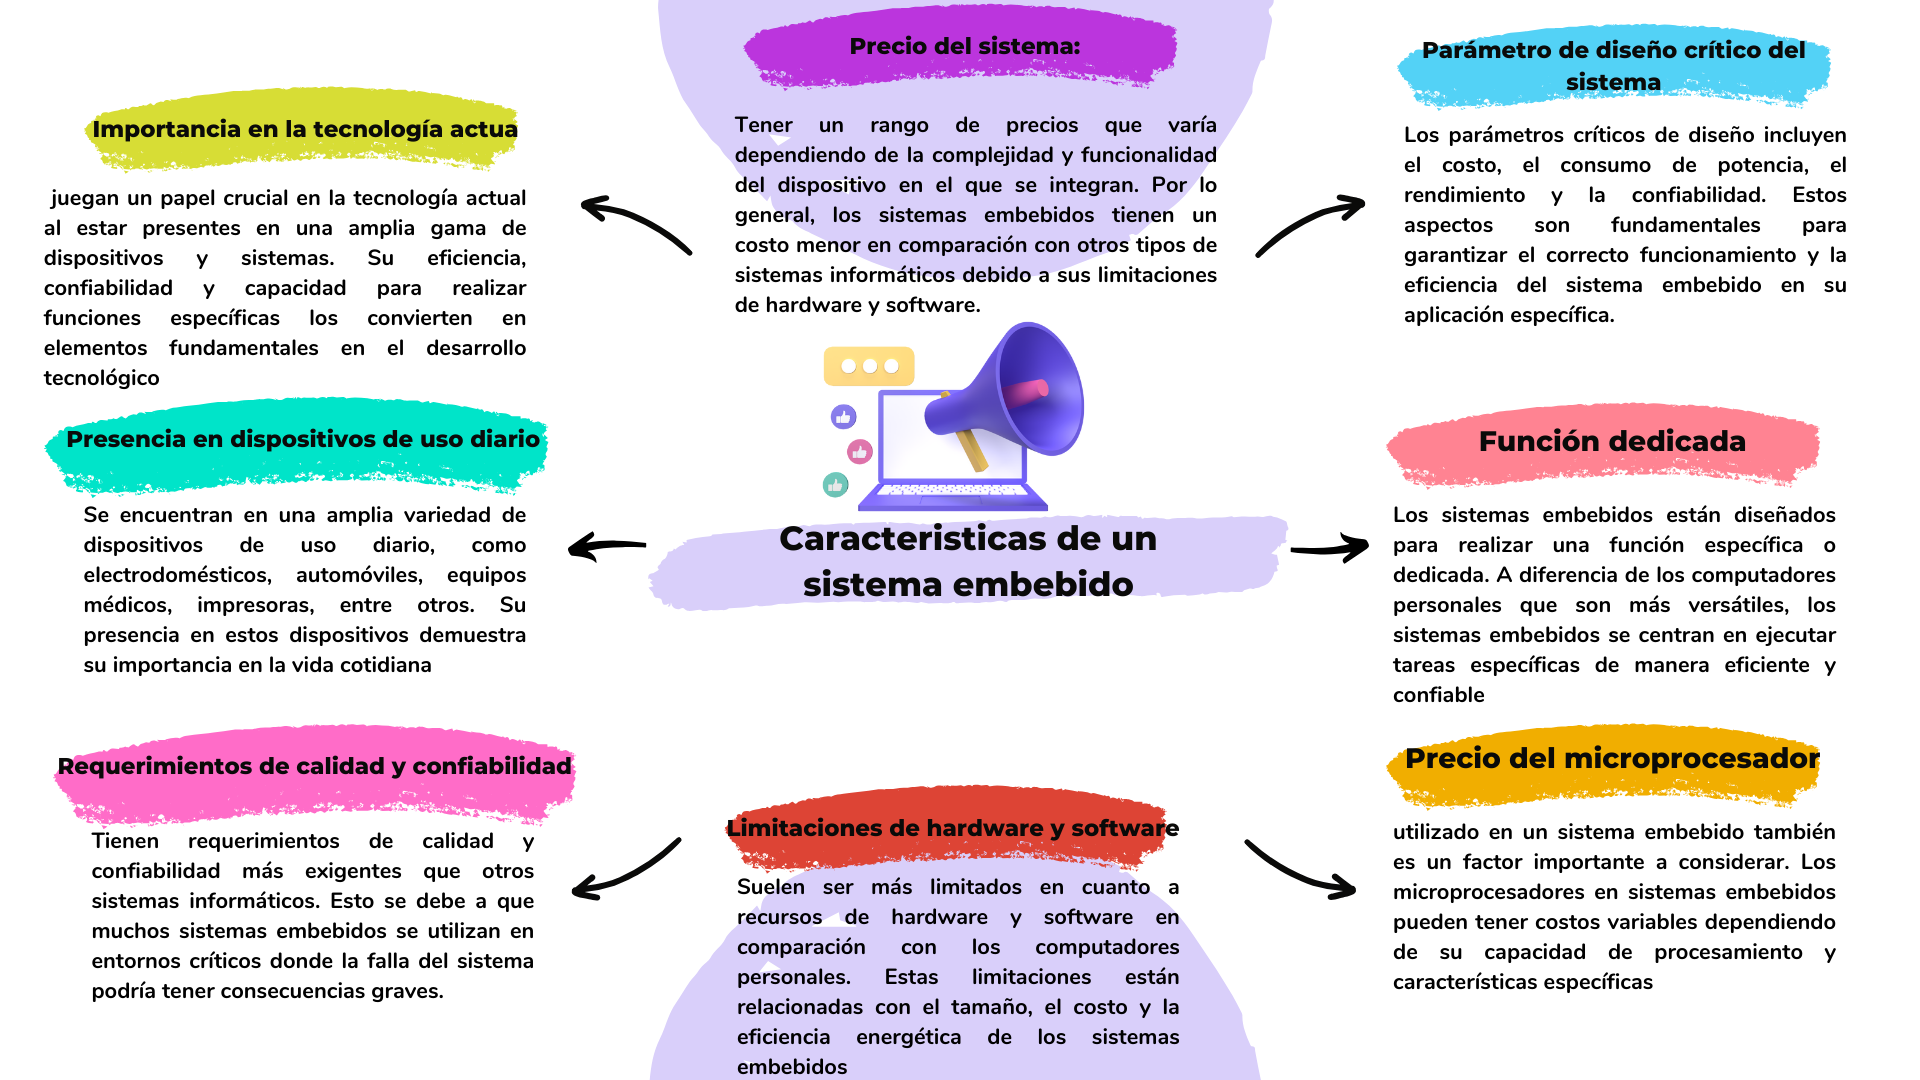 Precio del sistema:
Tener un rango de precios que varía
dependiendo de la complejidad y funcionalidad
del dispositivo en el que se integran. Por lo
general, los sistemas embebidos tienen un
costo menor en comparación con otros tipos de
sistemas informáticos debido a sus limitaciones
de hardware y software.
Parámetro de diseño crítico del
sistema
Los parámetros críticos de diseño incluyen
el costo, el consumo de potencia, el
rendimiento y la confiabilidad. Estos
aspectos son fundamentales para
garantizar el correcto funcionamiento y la
eficiencia del sistema embebido en su
aplicación específica.
Importancia en la tecnología actua
juegan un papel crucial en la tecnología actual
al estar presentes en una amplia gama de
dispositivos y sistemas. Su eficiencia,
confiabilidad y capacidad para realizar
funciones específicas los convierten en
elementos fundamentales en el desarrollo
tecnológico
Presencia en dispositivos de uso diario
Se encuentran en una amplia variedad de
dispositivos de uso diario, como
electrodomésticos, automóviles, equipos
médicos, impresoras, entre otros. Su
presencia en estos dispositivos demuestra
su importancia en la vida cotidiana
Caracteristicas de un
sistema embebido
Función dedicada
Los sistemas embebidos están diseñados
para realizar una función específica o
dedicada. A diferencia de los computadores
personales que son más versátiles, los
sistemas embebidos se centran en ejecutar
tareas específicas de manera eficiente y
confiable
Requerimientos de calidad y confiabilidad
Tienen requerimientos de calidad y
confiabilidad más exigentes que otros
sistemas informáticos. Esto se debe a que
muchos sistemas embebidos se utilizan en
entornos críticos donde la falla del sistema
podría tener consecuencias graves.
Limitaciones de hardware y software
Suelen ser más limitados en cuanto a
recursos de hardware y software en
comparación con los computadores
personales. Estas limitaciones están
relacionadas con el tamaño, el costo y la
eficiencia energética de los sistemas
embebidos
Precio del microprocesador
utilizado en un sistema embebido también
es un factor importante a considerar. Los
microprocesadores en sistemas embebidos
pueden tener costos variables dependiendo
de su capacidad de procesamiento y
características específicas